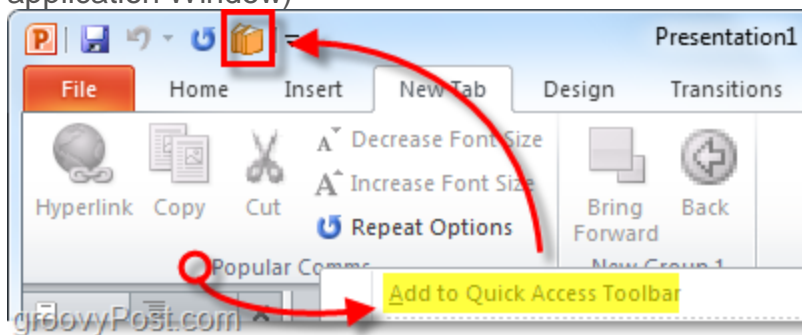 application Window)
P
Presentation1
File Home Insert New Tab Design Transitions
Hyperlink Copy Cut
A Decrease Font Size
A Increase Font Size
Repeat Options
Bring Forward
Back
Popular Comms
New Group 1
Add to Quick Access Toolbar
groovyPost.com